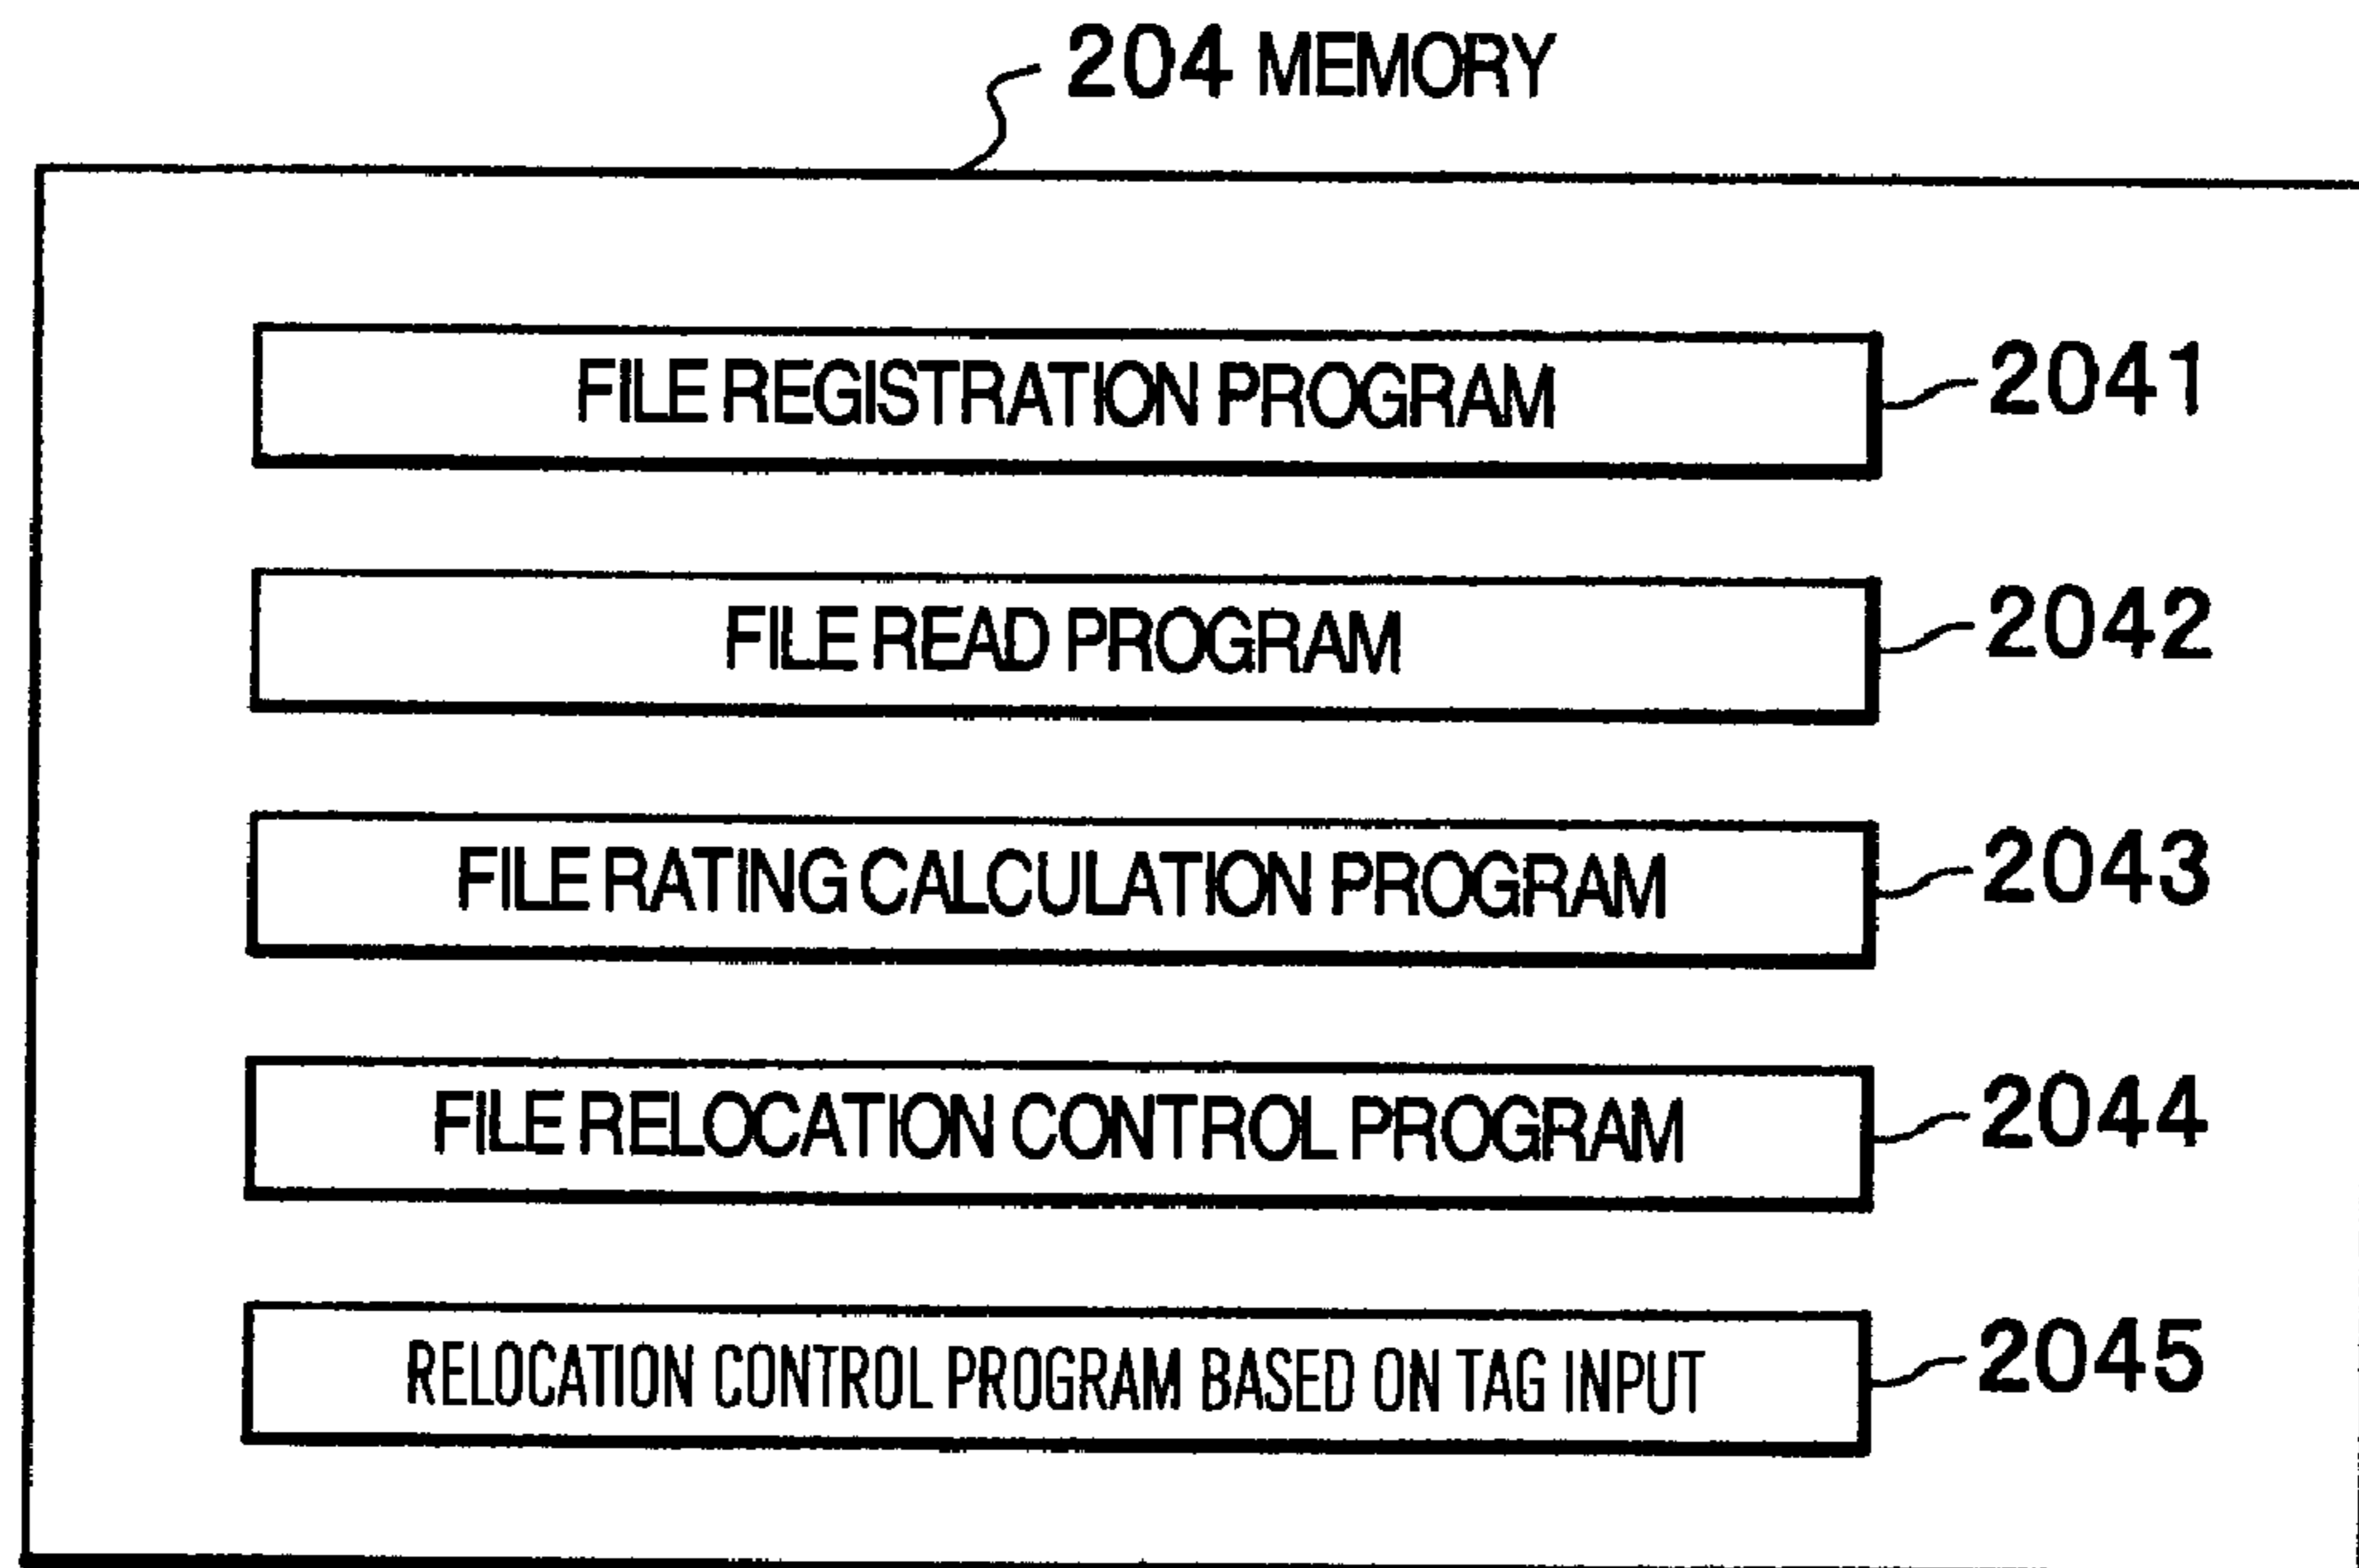 204 MEMORY
FILE REGISTRATION PROGRAM 2041
FILE READ PROGRAM 2042
FILE RATING CALCULATION PROGRAM 2043
FILE RELOCATION CONTROL PROGRAM 2044
RELOCATION CONTROL PROGRAM BASED ON TAG INPUT 2045